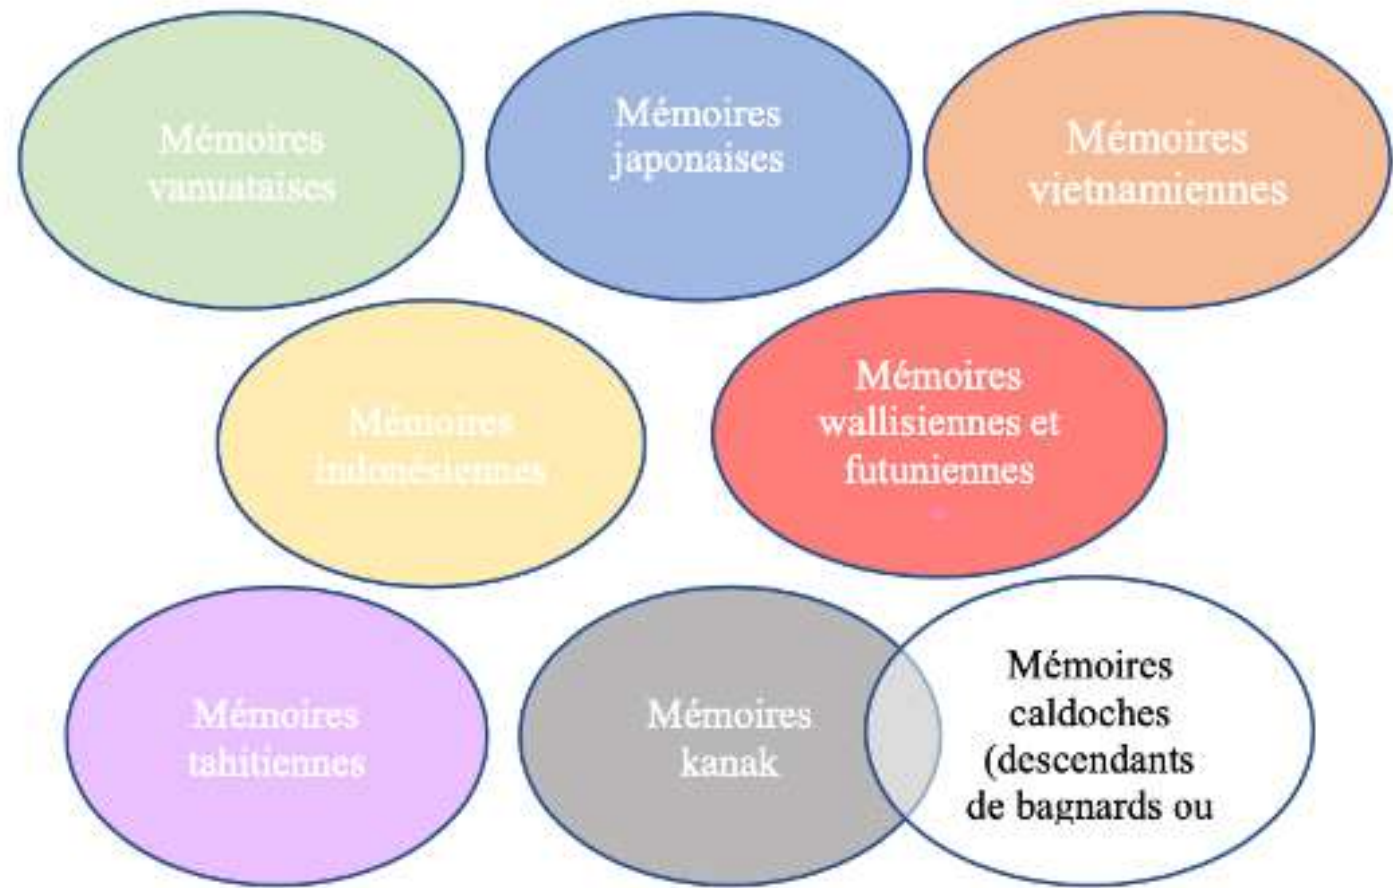 Mémoires
vanuataises
Mémoires
japonaises
Mémoires
vietnamiennes
Mémoires
indonésiennes
Mémoires
wallisiennes et
futuniennes
Mémoires
tahitiennes
Mémoires
kanak
Mémoires
caldoches
(descendants
de bagnards ou